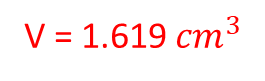 V = 1.619 cm³